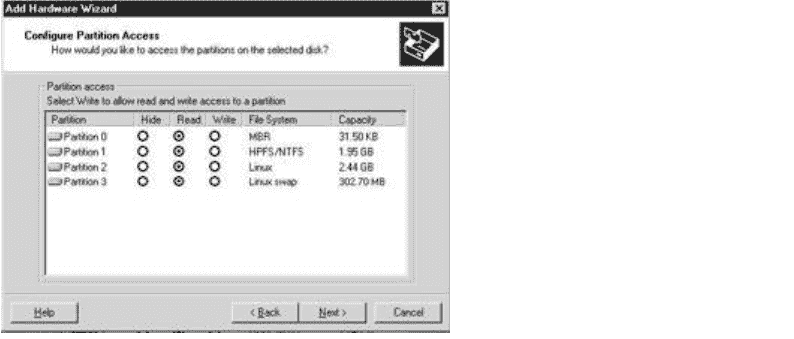 Add Hardware Wizard
Configure Partition Access
How would you like to access the partitions on the selected disk?
Partition access
Select Write to allow read and write access to a partition
Partition Hide Read Write File System Capacity
Partition 0 MBR 31.50 KB
Partition 1 HPFS/NTFS 1.95 GB
Partition 2 Linux 2.44 GB
Partition 3 Linux swap 302.70 MB
Help < Back Next > Cancel